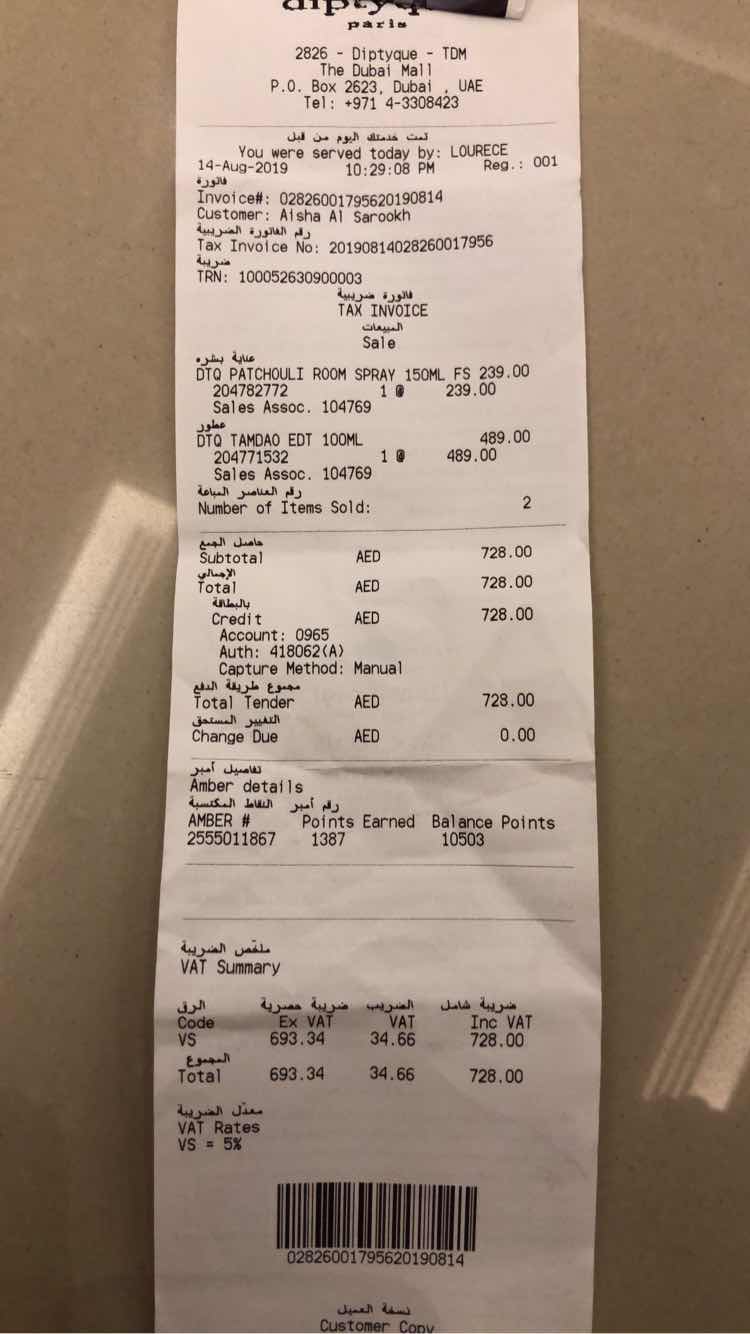 diptyque
paris
2826 - Diptyque - TDM
The Dubai Mall
P.O. Box 2623, Dubai , UAE
Tel: +971 4-3308423
تمت خدمتك اليوم من قبل
You were served today by: LOURECE
14-Aug-2019 10:29:08 PM Reg.: 001
فاتورة
Invoice#: 02826001795620190814
Customer: Aisha Al Sarookh
رقم الفاتورة الضريبية
Tax Invoice No: 20190814028260017956
ضريبة
TRN: 100052630900003
فاتورة ضريبية
TAX INVOICE
المبيعات
Sale
عناية بشره
DTQ PATCHOULI ROOM SPRAY 150ML FS 239.00
204782772 1 @ 239.00
Sales Assoc. 104769
عطور
DTQ TAMDAO EDT 100ML 489.00
204771532 1 @ 489.00
Sales Assoc. 104769
رقم العناصر المباعة
Number of Items Sold: 2
حاصل الجمع
Subtotal AED 728.00
الإجمالي
Total AED 728.00
بالبطاقة
Credit AED 728.00
Account: 0965
Auth: 418062(A)
Capture Method: Manual
مجموع طريقة الدفع
Total Tender AED 728.00
التغيير المستحق
Change Due AED 0.00
تفاصيل أمبر
Amber details
رقم أمبر النقاط المكتسبة
AMBER # Points Earned Balance Points
2555011867 1387 10503
ملخص الضريبة
VAT Summary
الرق ضريبة حصرية الضريب ضريبة شامل
Code Ex VAT VAT Inc VAT
VS 693.34 34.66 728.00
المجموع
Total 693.34 34.66 728.00
معدّل الضريبة
VAT Rates
VS = 5%
02826001795620190814
نسخة العميل
Customer Copy